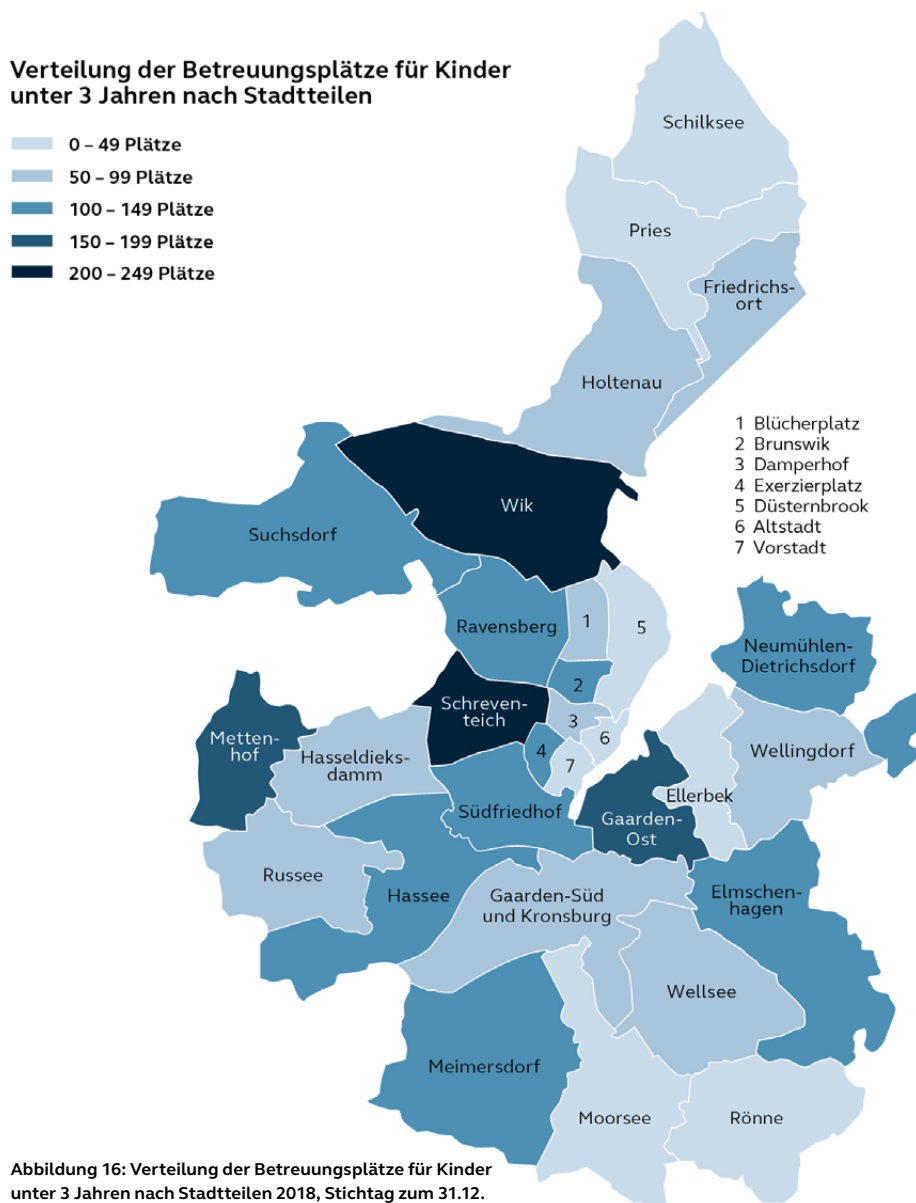 Verteilung der Betreuungsplätze für Kinder
unter 3 Jahren nach Stadtteilen
0 – 49 Plätze
50 – 99 Plätze
100 – 149 Plätze
150 – 199 Plätze
200 – 249 Plätze
Schilksee
Pries
Friedrichs-
ort
Holtenau
1 Blücherplatz
2 Brunswik
3 Damperhof
4 Exerzierplatz
5 Düsternbrook
6 Altstadt
7 Vorstadt
Wik
Suchsdorf
Ravensberg
1
5
2
Neumühlen-
Dietrichsdorf
Schreven-
teich
3
6
4
7
Metten-
hof
Hasseldieks-
damm
Wellingdorf
Ellerbek
Südfriedhof
Gaarden-
Ost
Russee
Hassee
Gaarden-Süd
und Kronsburg
Elmschen-
hagen
Wellsee
Meimersdorf
Moorsee
Rönne
Abbildung 16: Verteilung der Betreuungsplätze für Kinder
unter 3 Jahren nach Stadtteilen 2018, Stichtag zum 31.12.